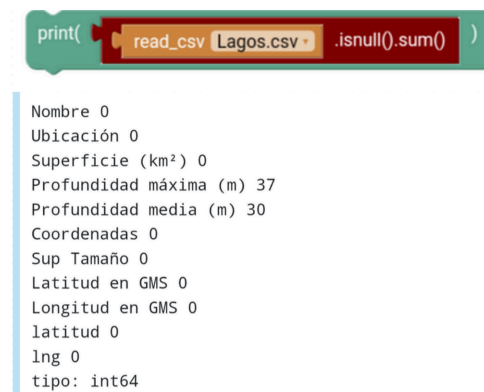 print( read_csv Lagos.csv .isnull().sum() )
Nombre 0
Ubicación 0
Superficie (km²) 0
Profundidad máxima (m) 37
Profundidad media (m) 30
Coordenadas 0
Sup Tamaño 0
Latitud en GMS 0
Longitud en GMS 0
latitud 0
lng 0
tipo: int64